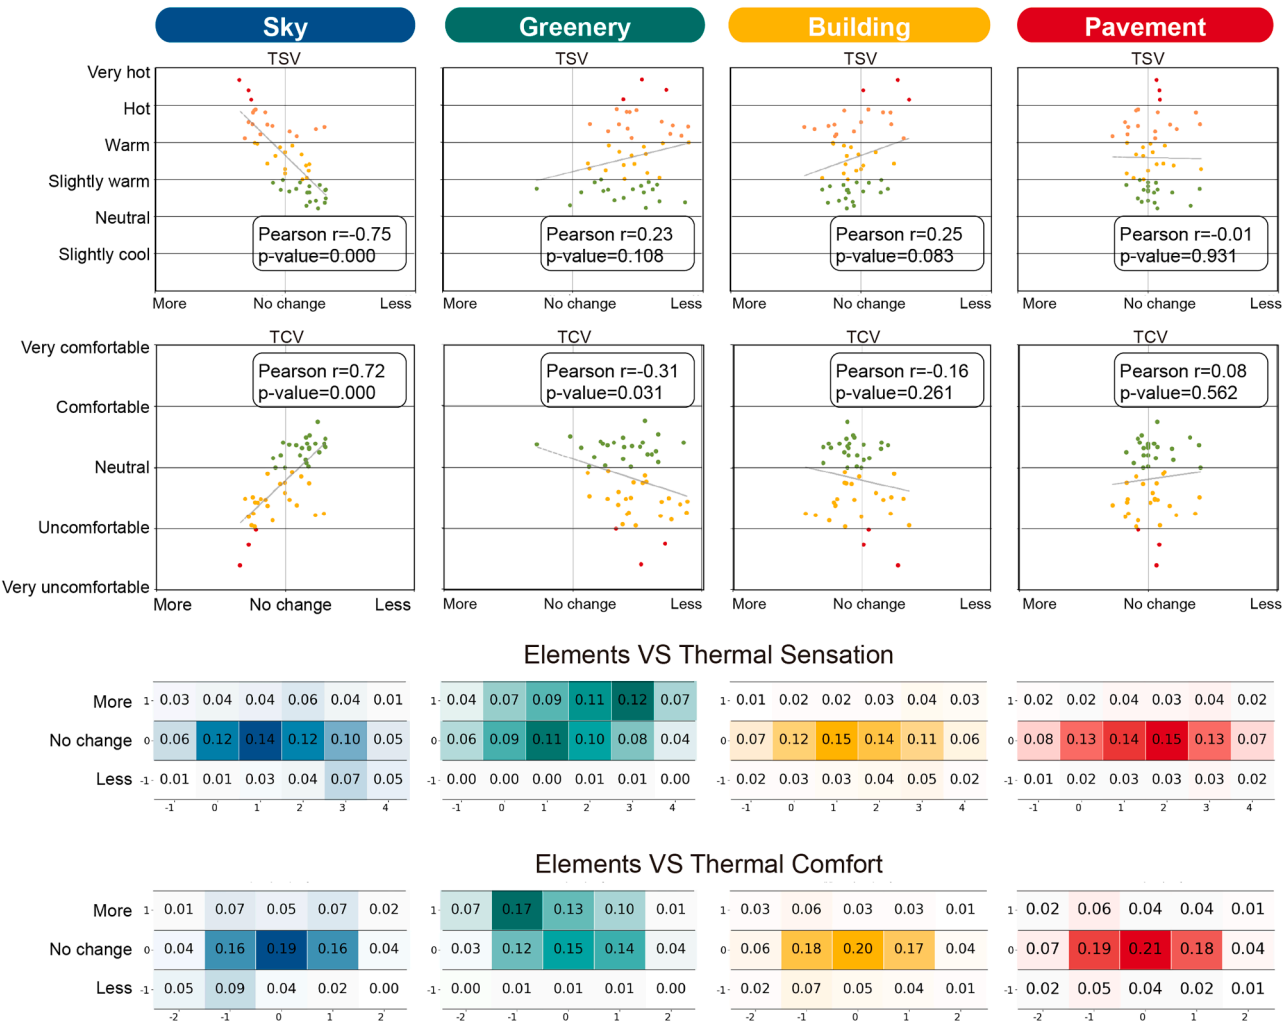 Sky Greenery Building Pavement
TSV TSV TSV TSV
Very hot
Hot
Warm
Slightly warm
Neutral
Slightly cool
Pearson r=-0.75
p-value=0.000
Pearson r=0.23
p-value=0.108
Pearson r=0.25
p-value=0.083
Pearson r=-0.01
p-value=0.931
More No change Less More No change Less More No change Less More No change Less
TCV TCV TCV TCV
Very comfortable
Comfortable
Neutral
Uncomfortable
Very uncomfortable
Pearson r=0.72
p-value=0.000
Pearson r=-0.31
p-value=0.031
Pearson r=-0.16
p-value=0.261
Pearson r=0.08
p-value=0.562
More No change Less More No change Less More No change Less More No change Less
Elements VS Thermal Sensation
More 1 0.03 0.04 0.04 0.06 0.04 0.01 1 0.04 0.07 0.09 0.11 0.12 0.07 1 0.01 0.02 0.02 0.03 0.04 0.03 1 0.02 0.02 0.04 0.03 0.04 0.02
No change 0 0.06 0.12 0.14 0.12 0.10 0.05 0 0.06 0.09 0.11 0.10 0.08 0.04 0 0.07 0.12 0.15 0.14 0.11 0.06 0 0.08 0.13 0.14 0.15 0.13 0.07
Less -1 0.01 0.01 0.03 0.04 0.07 0.05 -1 0.00 0.00 0.00 0.01 0.01 0.00 -1 0.02 0.03 0.03 0.04 0.05 0.02 -1 0.01 0.02 0.03 0.03 0.03 0.02
-1 0 1 2 3 4 -1 0 1 2 3 4 -1 0 1 2 3 4 -1 0 1 2 3 4
Elements VS Thermal Comfort
More 1 0.01 0.07 0.05 0.07 0.02 1 0.07 0.17 0.13 0.10 0.01 1 0.03 0.06 0.03 0.03 0.01 1 0.02 0.06 0.04 0.04 0.01
No change 0 0.04 0.16 0.19 0.16 0.04 0 0.03 0.12 0.15 0.14 0.04 0 0.06 0.18 0.20 0.17 0.04 0 0.07 0.19 0.21 0.18 0.04
Less -1 0.05 0.09 0.04 0.02 0.00 -1 0.00 0.01 0.01 0.01 0.00 -1 0.02 0.07 0.05 0.04 0.01 -1 0.02 0.05 0.04 0.02 0.01
-2 -1 0 1 2 -2 -1 0 1 2 -2 -1 0 1 2 -2 -1 0 1 2